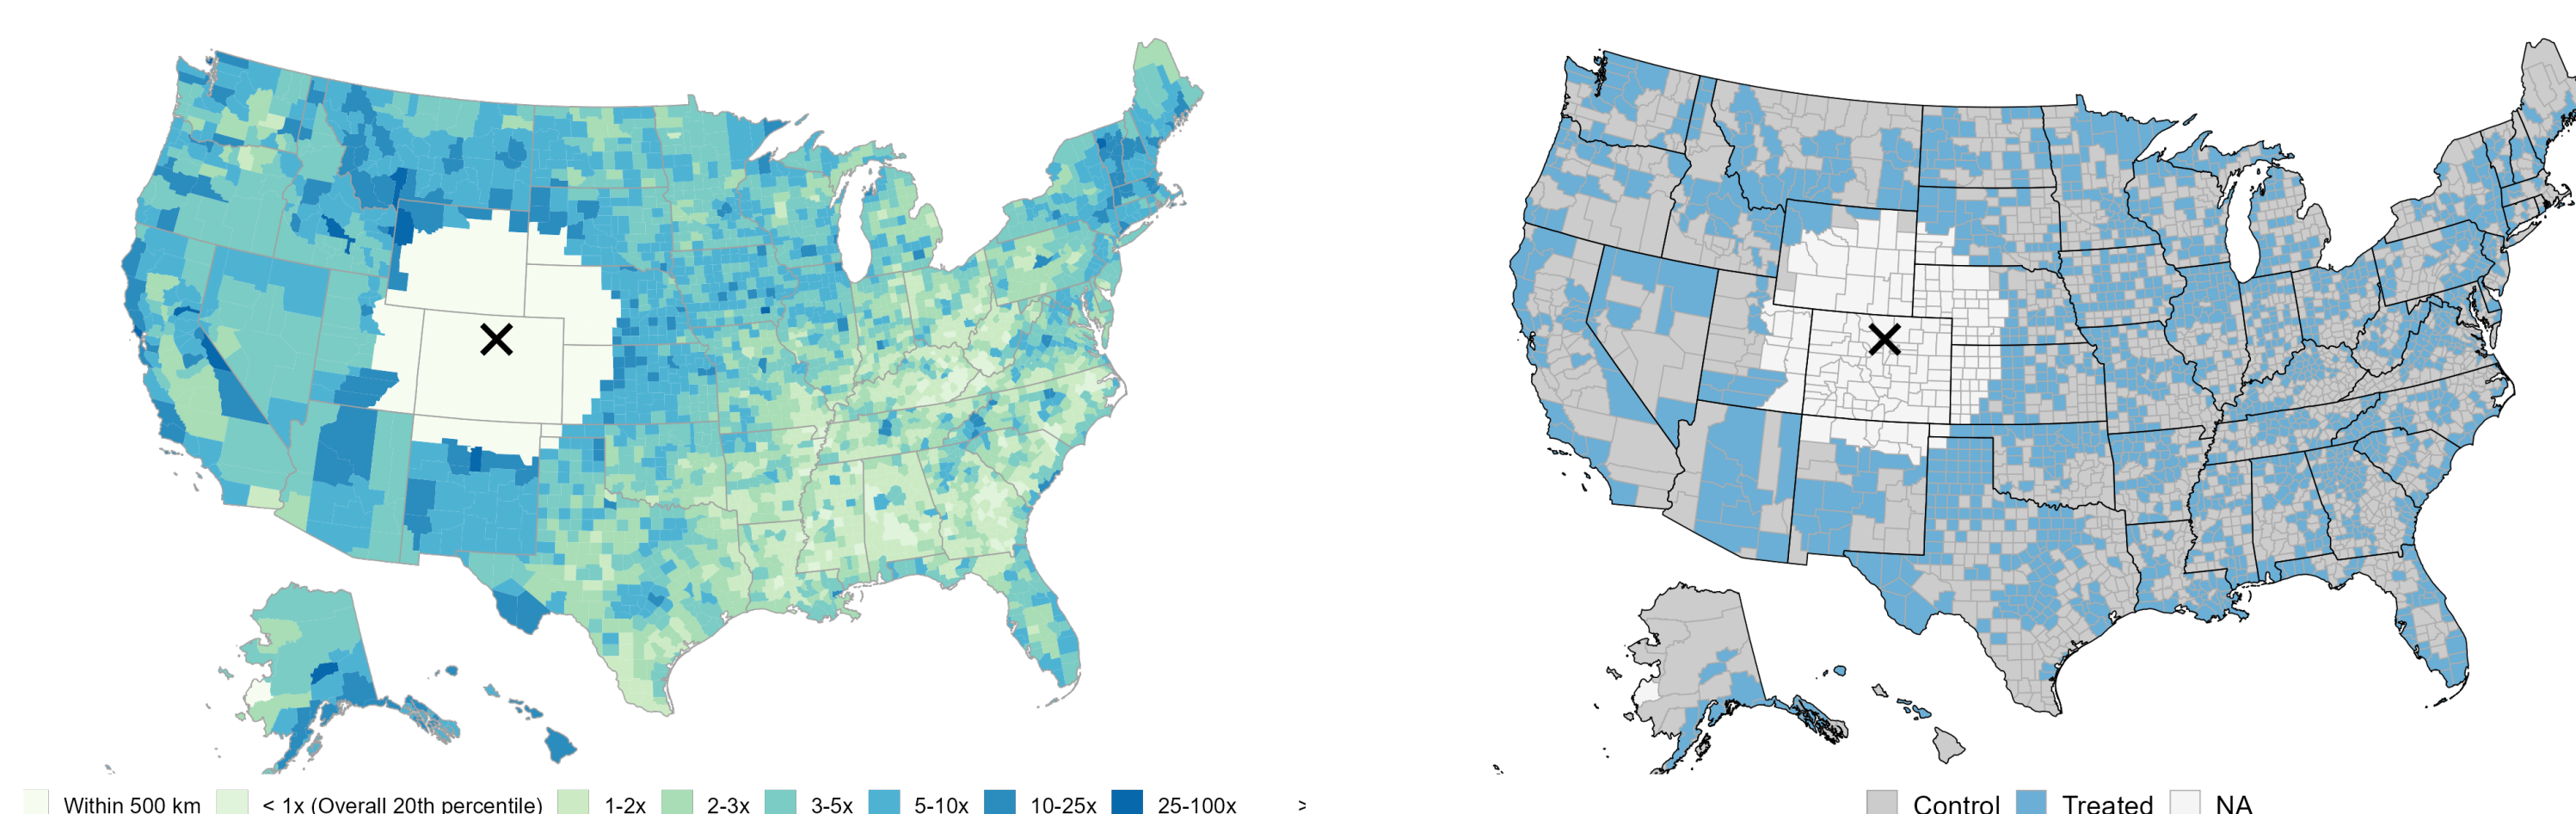 Within 500 km < 1x (Overall 20th percentile) 1-2x 2-3x 3-5x 5-10x 10-25x 25-100x >
Control Treated NA